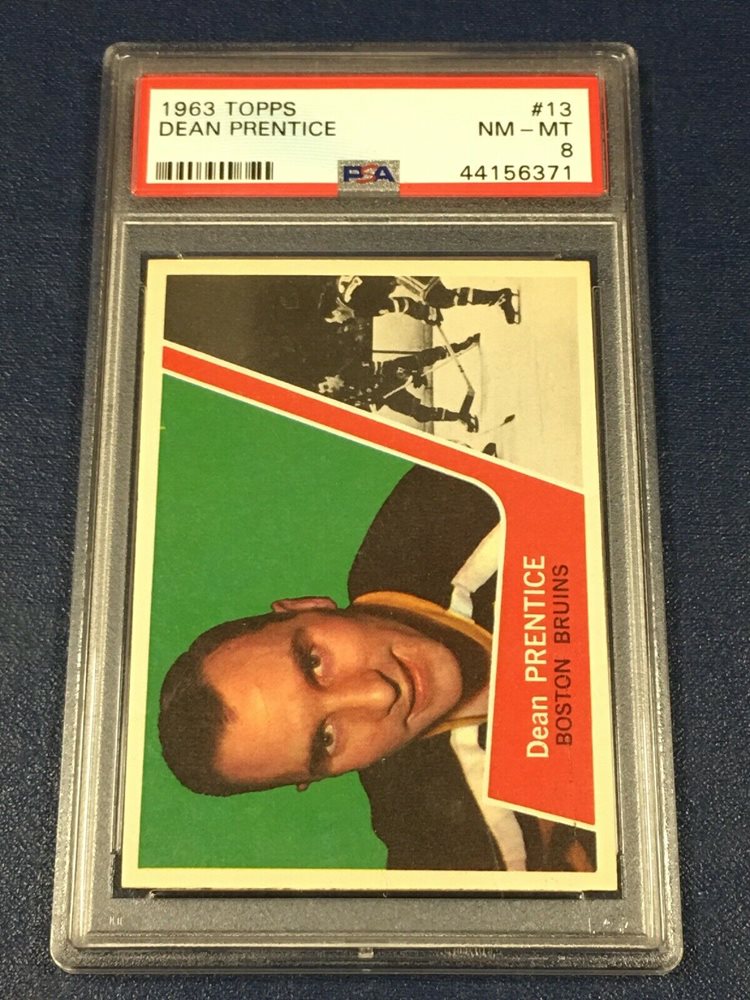 1963 TOPPS #13
DEAN PRENTICE NM - MT
8
PSA 44156371
Dean PRENTICE
BOSTON BRUINS